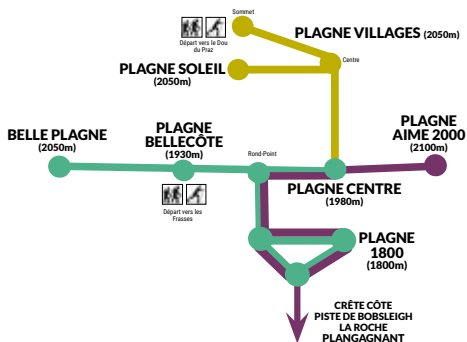 Sommet
Départ vers le Dou
du Praz
PLAGNE VILLAGES (2050m)
Centre
PLAGNE SOLEIL
(2050m)
PLAGNE
AIME 2000
(2100m)
BELLE PLAGNE
(2050m)
PLAGNE
BELLECÔTE
(1930m)
Rond-Point
PLAGNE CENTRE
(1980m)
Départ vers les
Frasses
PLAGNE
1800
(1800m)
CRÊTE CÔTE
PISTE DE BOBSLEIGH
LA ROCHE
PLANGAGNANT